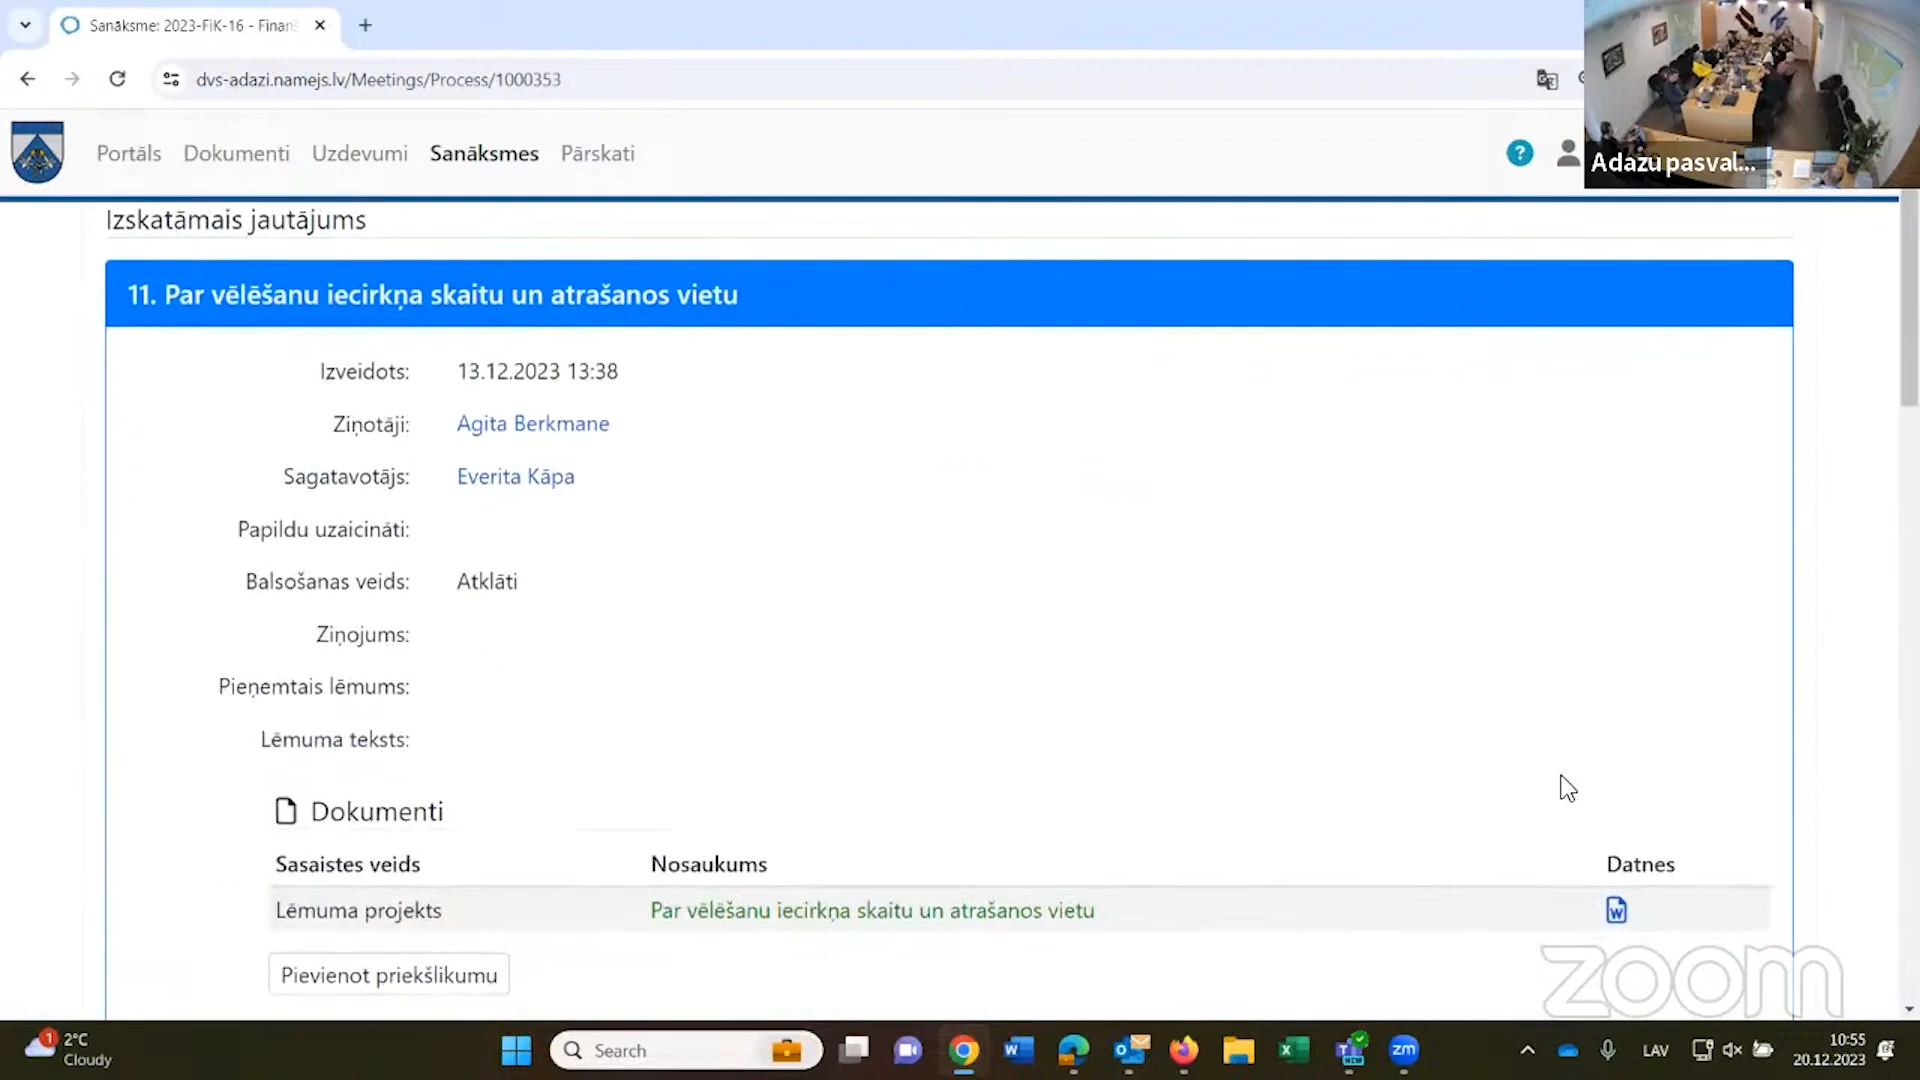 Sanāksme: 2023-FiK-16 - Finan
dvs-adazi.namejs.lv/Meetings/Process/1000353
Portāls Dokumenti Uzdevumi Sanāksmes Pārskati
?
Adazu pasval...
Izskatāmais jautājums
11. Par vēlēšanu iecirkņa skaitu un atrašanos vietu
Izveidots: 13.12.2023 13:38
Ziņotāji: Agita Berkmane
Sagatavotājs: Everita Kāpa
Papildu uzaicināti:
Balsošanas veids: Atklāti
Ziņojums:
Pieņemtais lēmums:
Lēmuma teksts:
Dokumenti
Sasaistes veids Nosaukums Datnes
Lēmuma projekts Par vēlēšanu iecirkņa skaitu un atrašanos vietu
Pievienot priekšlikumu
zoom
1
2°C
Cloudy
Search
NEW
zm
LAV
10:55
20.12.2023